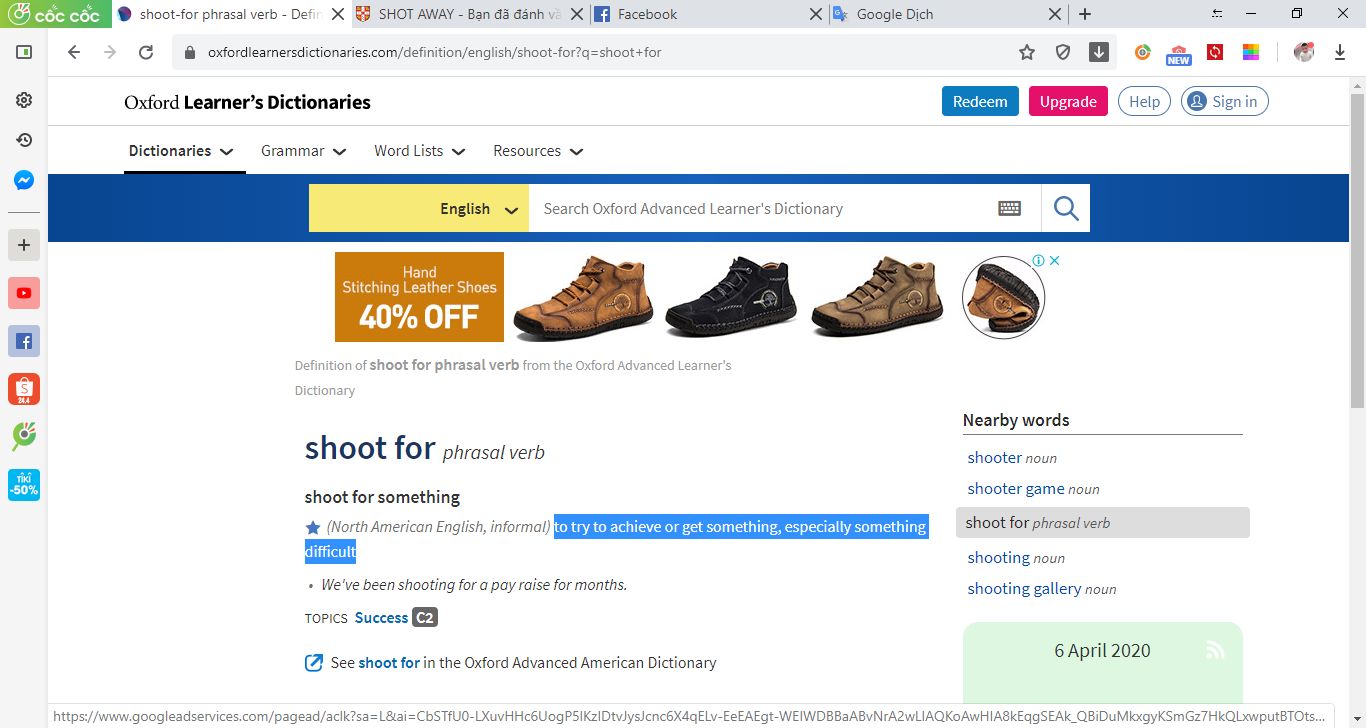 cốc cốc
shoot-for phrasal verb - Defin
SHOT AWAY - Bạn đã đánh vầ
Facebook
Google Dịch
oxfordlearnersdictionaries.com/definition/english/shoot-for?q=shoot+for
NEW
Oxford Learner's Dictionaries
Redeem
Upgrade
Help
Sign in
Dictionaries
Grammar
Word Lists
Resources
English
Search Oxford Advanced Learner's Dictionary
Hand
Stitching Leather Shoes
40% OFF
Definition of shoot for phrasal verb from the Oxford Advanced Learner's
Dictionary
shoot for phrasal verb
shoot for something
(North American English, informal) to try to achieve or get something, especially something
difficult
• We've been shooting for a pay raise for months.
TOPICS Success C2
See shoot for in the Oxford Advanced American Dictionary
Nearby words
shooter noun
shooter game noun
shoot for phrasal verb
shooting noun
shooting gallery noun
6 April 2020
24.4
TIKI
-50%
https://www.googleadservices.com/pagead/aclk?sa=L&ai=